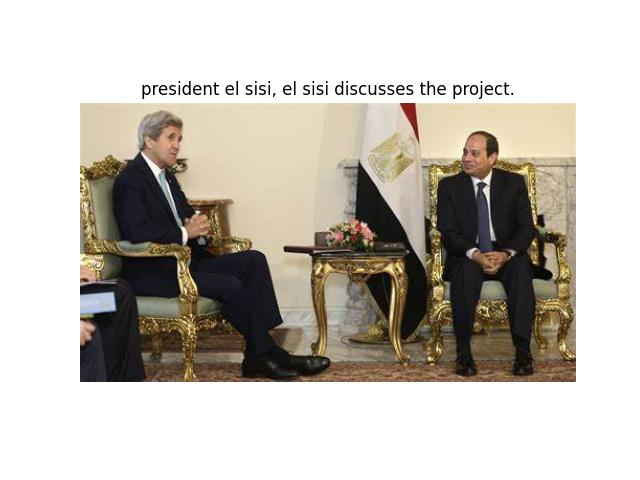 president el sisi, el sisi discusses the project.